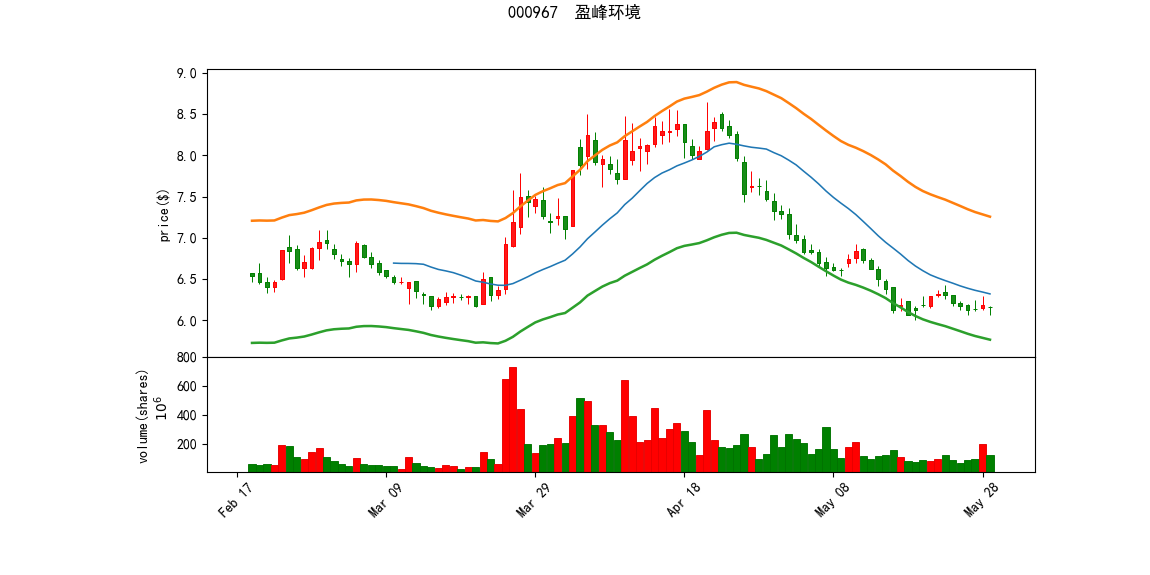 000967 盈峰环境
price($)
9.0
8.5
8.0
7.5
7.0
6.5
6.0
volume(shares)
10^6
800
600
400
200
Feb 17
Mar 09
Mar 29
Apr 18
May 08
May 28